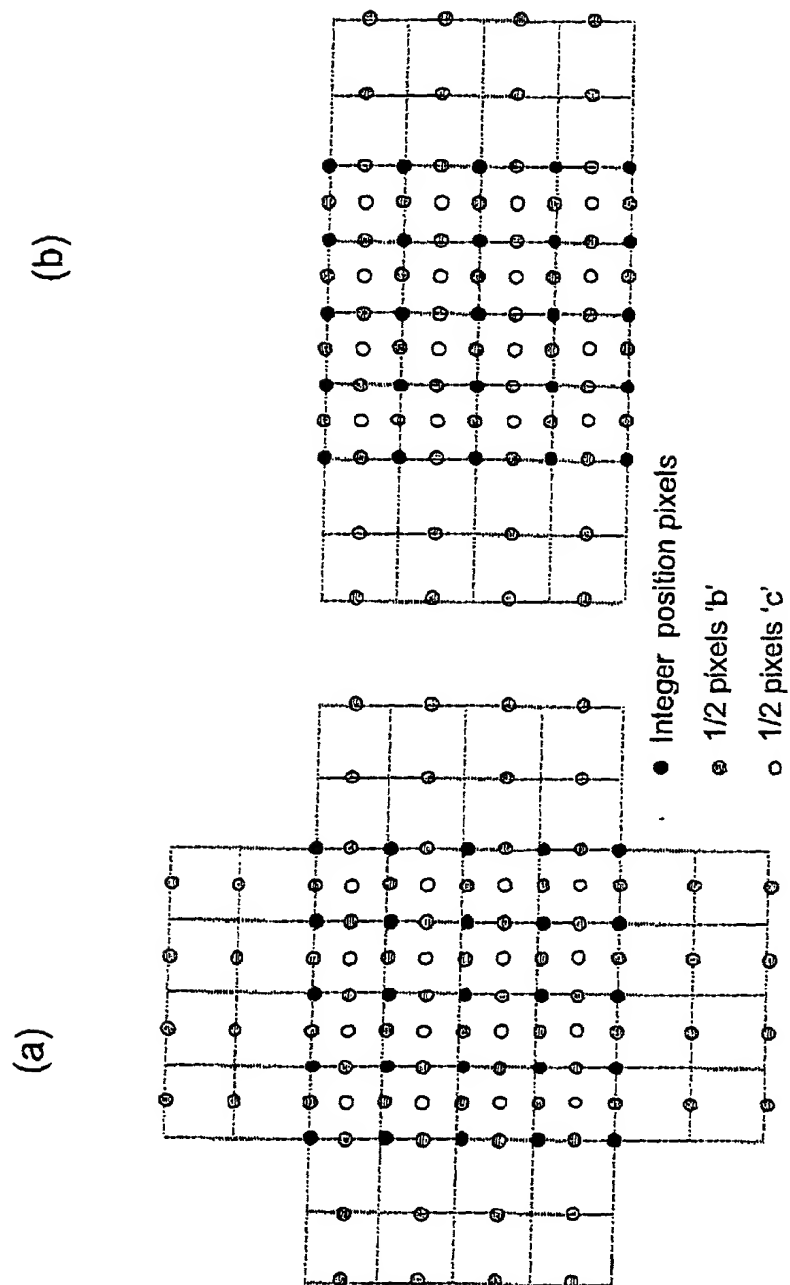 (a)
(b)
Integer position pixels
1/2 pixels 'b'
1/2 pixels 'c'